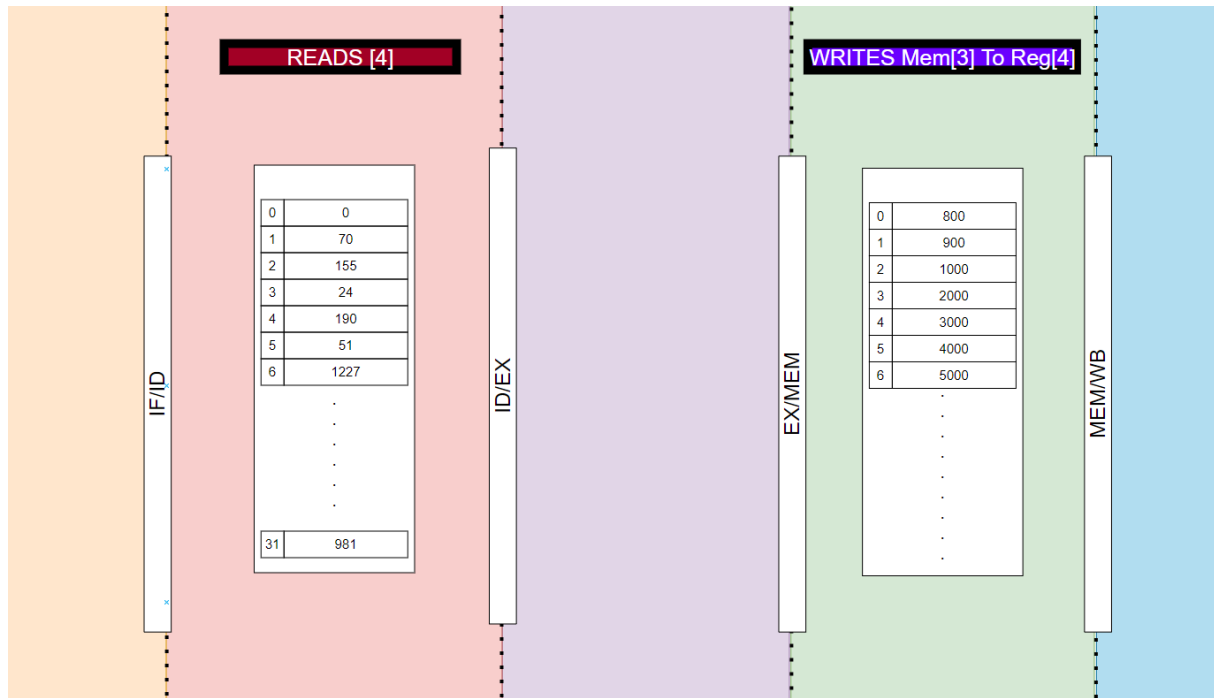 READS [4]
WRITES Mem[3] To Reg[4]
IF/ID
0 0
1 70
2 155
3 24
4 190
5 51
6 1227
31 981
ID/EX
EX/MEM
0 800
1 900
2 1000
3 2000
4 3000
5 4000
6 5000
MEM/WB